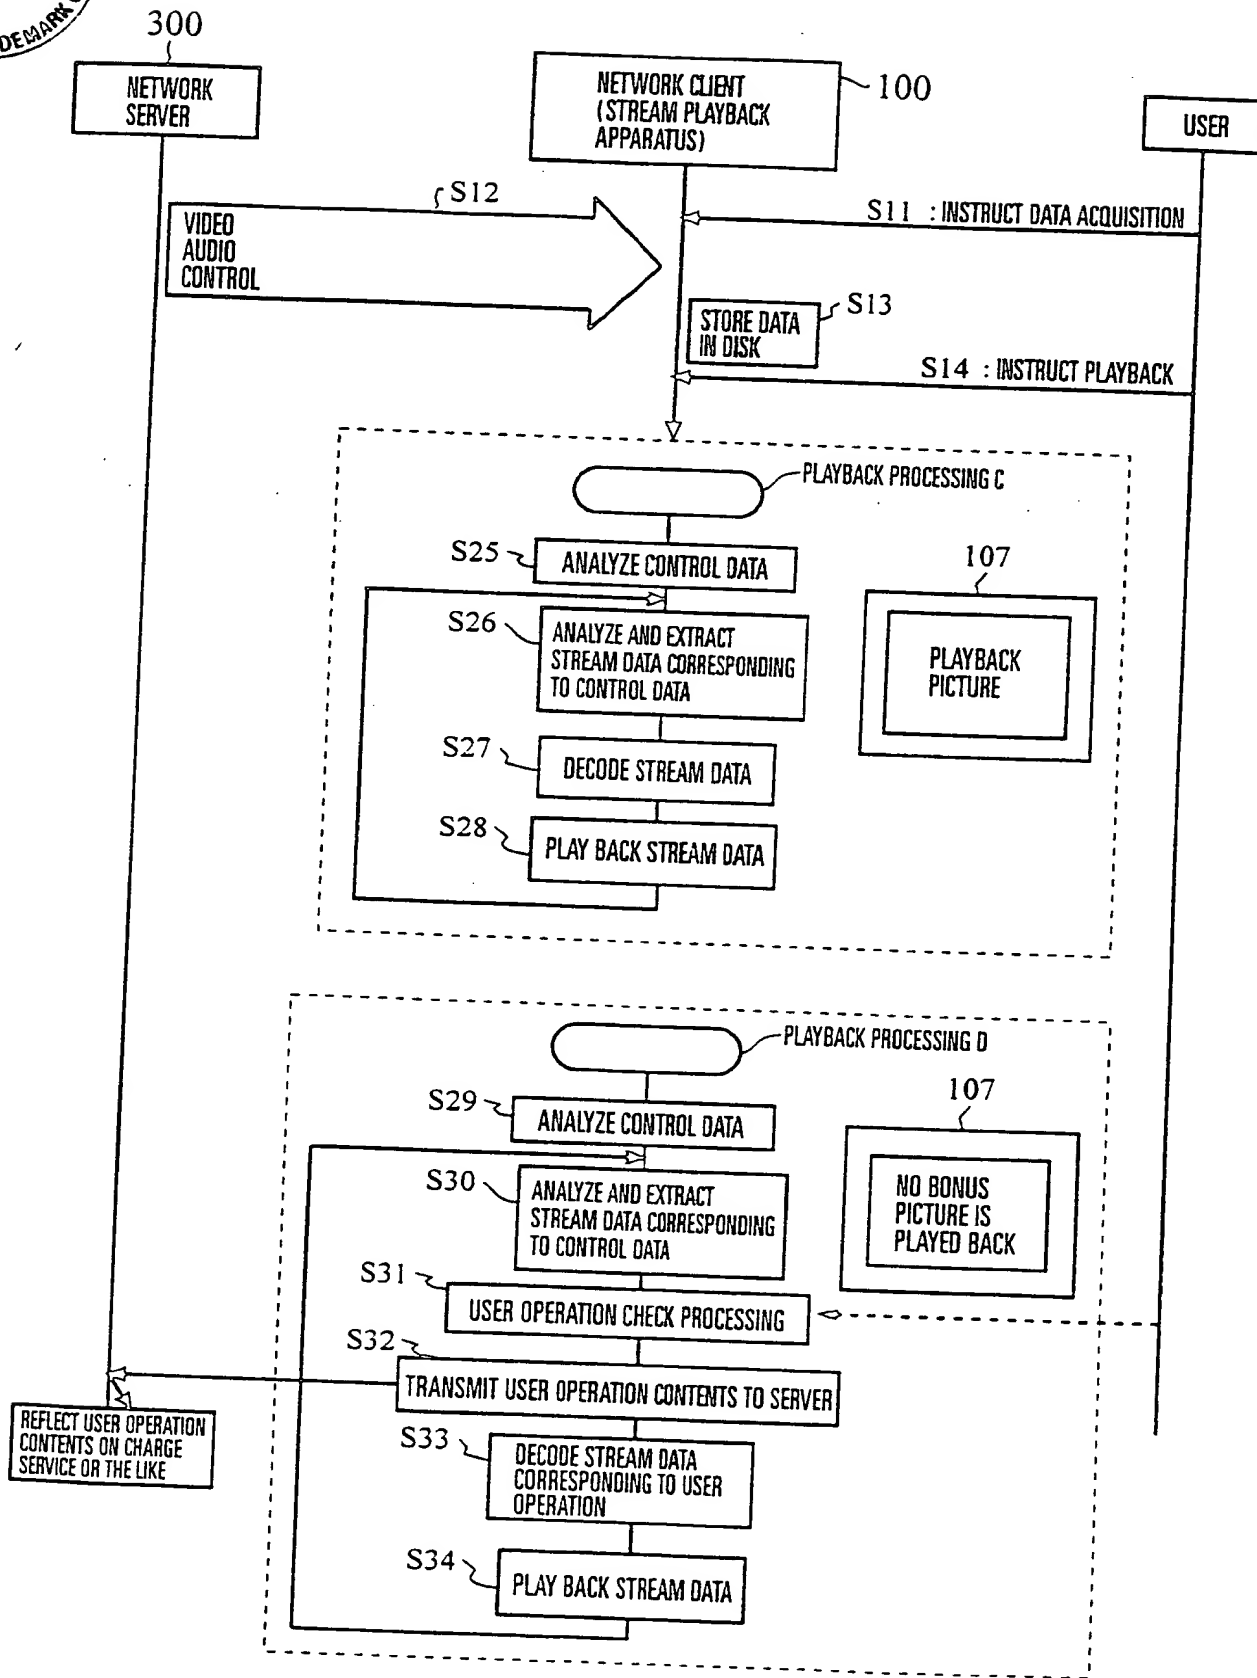 DEMARK
300
NETWORK
SERVER
NETWORK CLIENT
(STREAM PLAYBACK
APPARATUS)
100
USER
S12
VIDEO
AUDIO
CONTROL
S11 : INSTRUCT DATA ACQUISITION
STORE DATA
IN DISK
S13
S14 : INSTRUCT PLAYBACK
PLAYBACK PROCESSING C
S25
ANALYZE CONTROL DATA
107
S26
ANALYZE AND EXTRACT
STREAM DATA CORRESPONDING
TO CONTROL DATA
PLAYBACK
PICTURE
S27
DECODE STREAM DATA
S28
PLAY BACK STREAM DATA
PLAYBACK PROCESSING D
S29
ANALYZE CONTROL DATA
107
S30
ANALYZE AND EXTRACT
STREAM DATA CORRESPONDING
TO CONTROL DATA
NO BONUS
PICTURE IS
PLAYED BACK
S31
USER OPERATION CHECK PROCESSING
S32
TRANSMIT USER OPERATION CONTENTS TO SERVER
REFLECT USER OPERATION
CONTENTS ON CHARGE
SERVICE OR THE LIKE
S33
DECODE STREAM DATA
CORRESPONDING TO USER
OPERATION
S34
PLAY BACK STREAM DATA